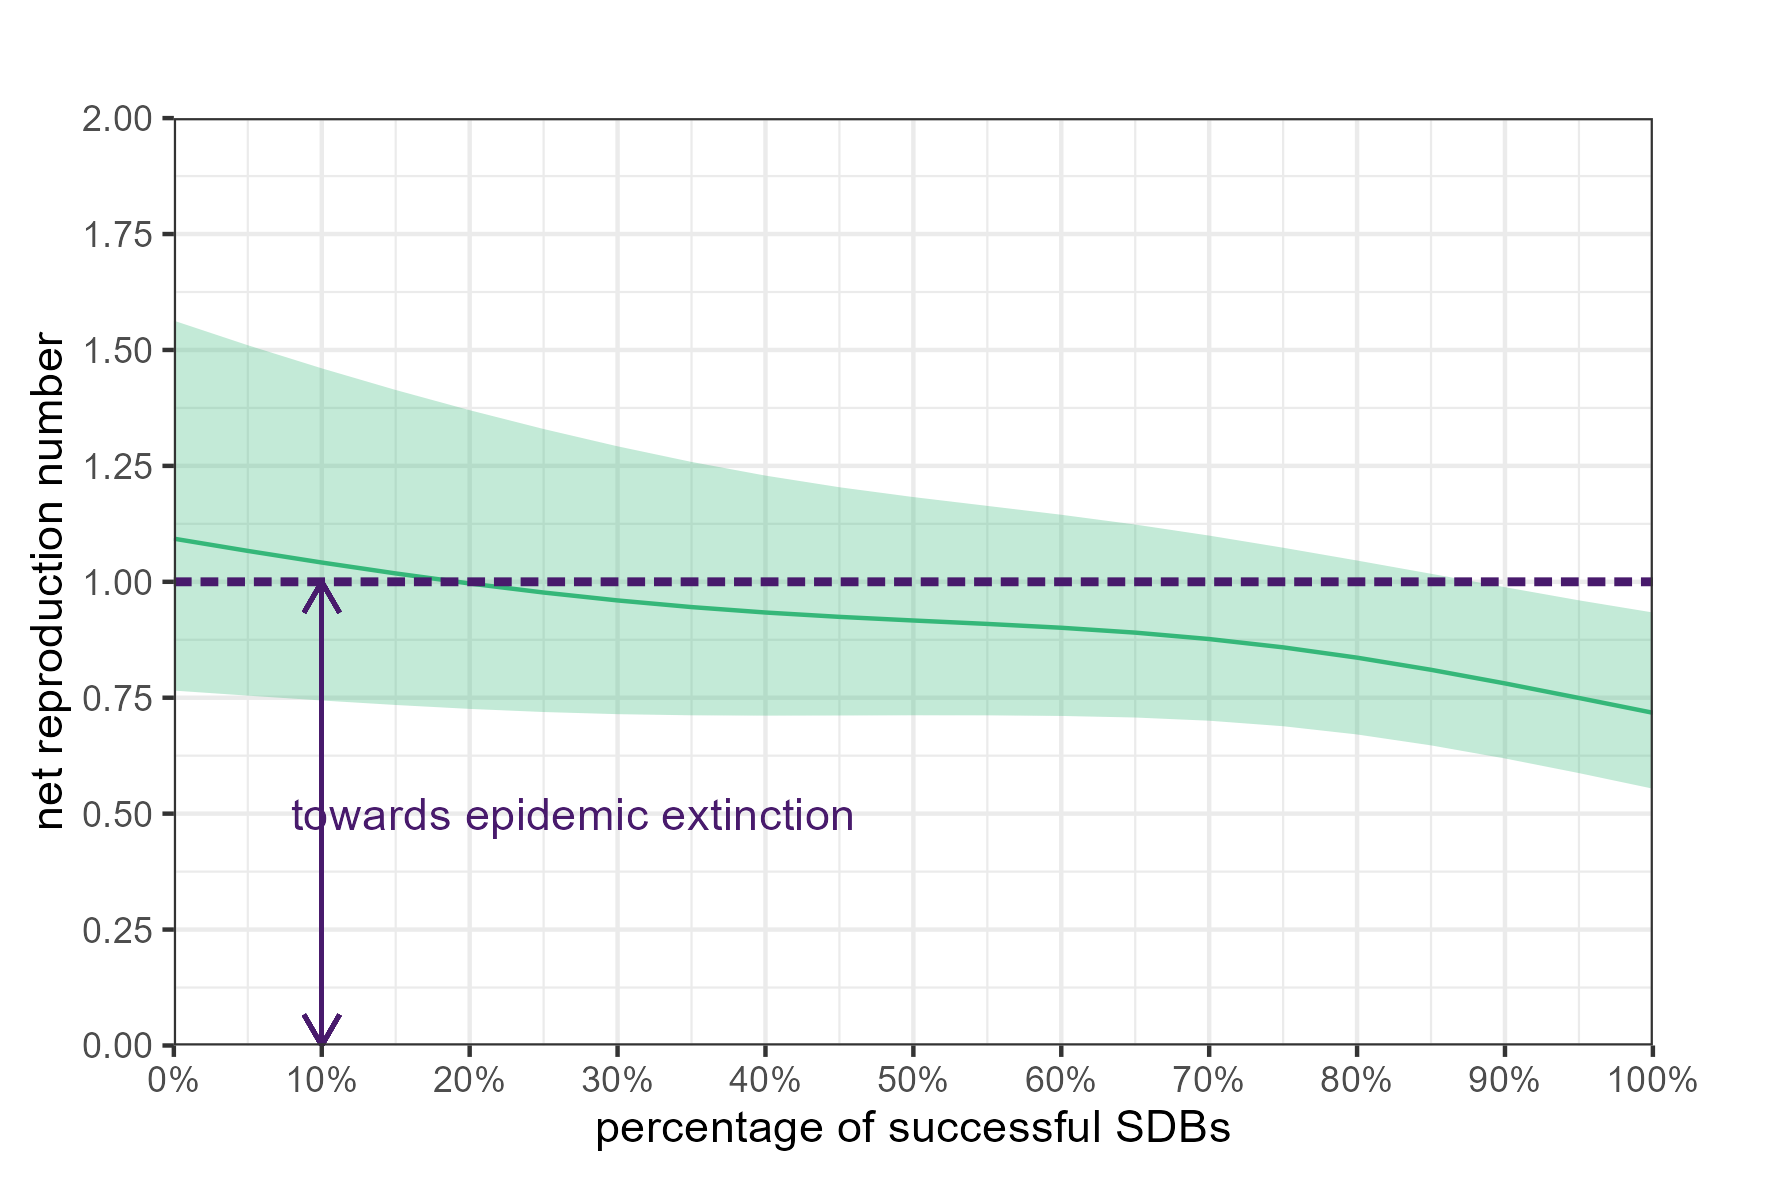 2.00
1.75
1.50
1.25
1.00
0.75
0.50
0.25
0.00
net reproduction number
towards epidemic extinction
0% 10% 20% 30% 40% 50% 60% 70% 80% 90% 100%
percentage of successful SDBs